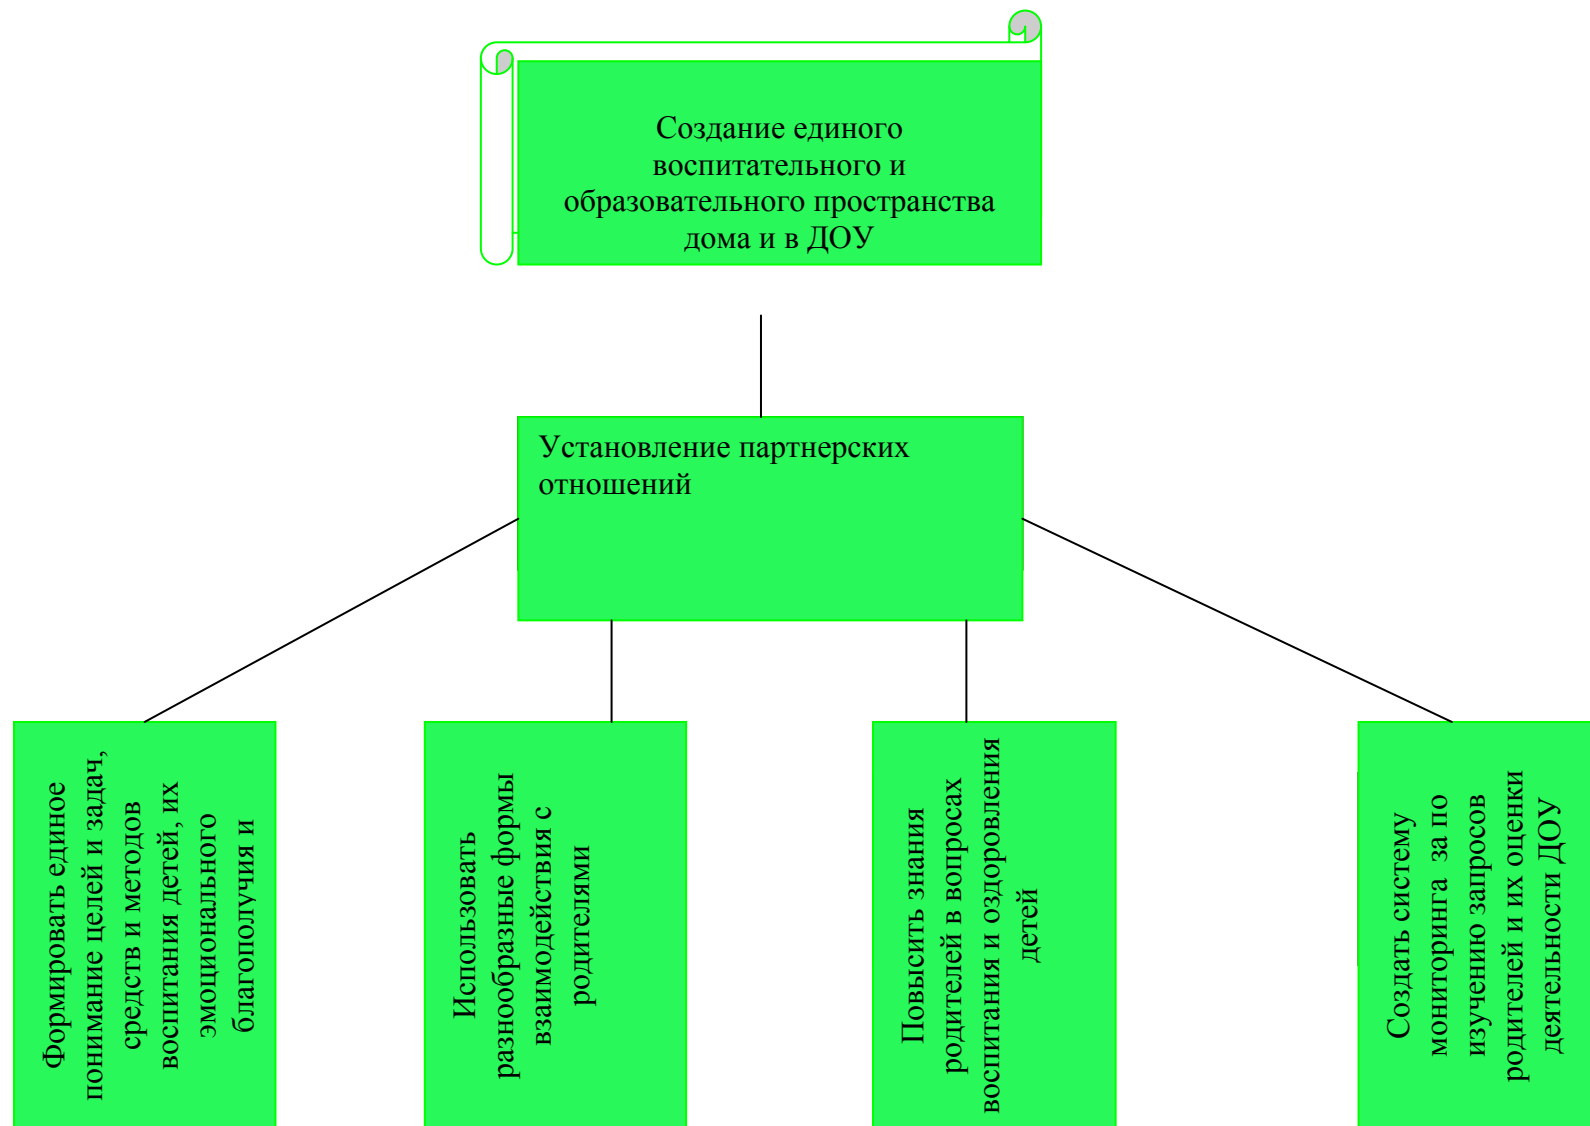 Создание единого
воспитательного и
образовательного пространства
дома и в ДОУ
Установление партнерских
отношений
Формировать единое
понимание целей и задач,
средств и методов
воспитания детей, их
эмоционального
благополучия и
Использовать
разнообразные формы
взаимодействия с
родителями
Повысить знания
родителей в вопросах
воспитания и оздоровления
детей
Создать систему
мониторинга  за по
изучению запросов
родителей и их оценки
деятельности ДОУ